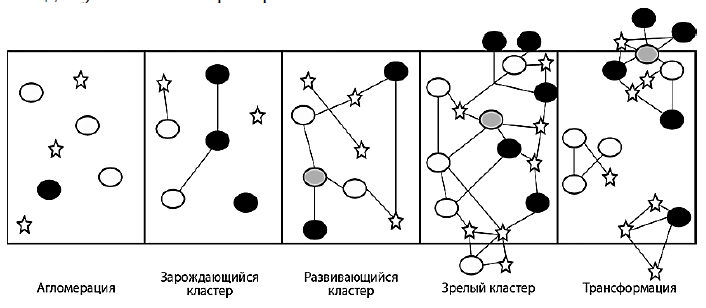 Агломерация
Зарождающийся
кластер
Развивающийся
кластер
Зрелый кластер
Трансформация